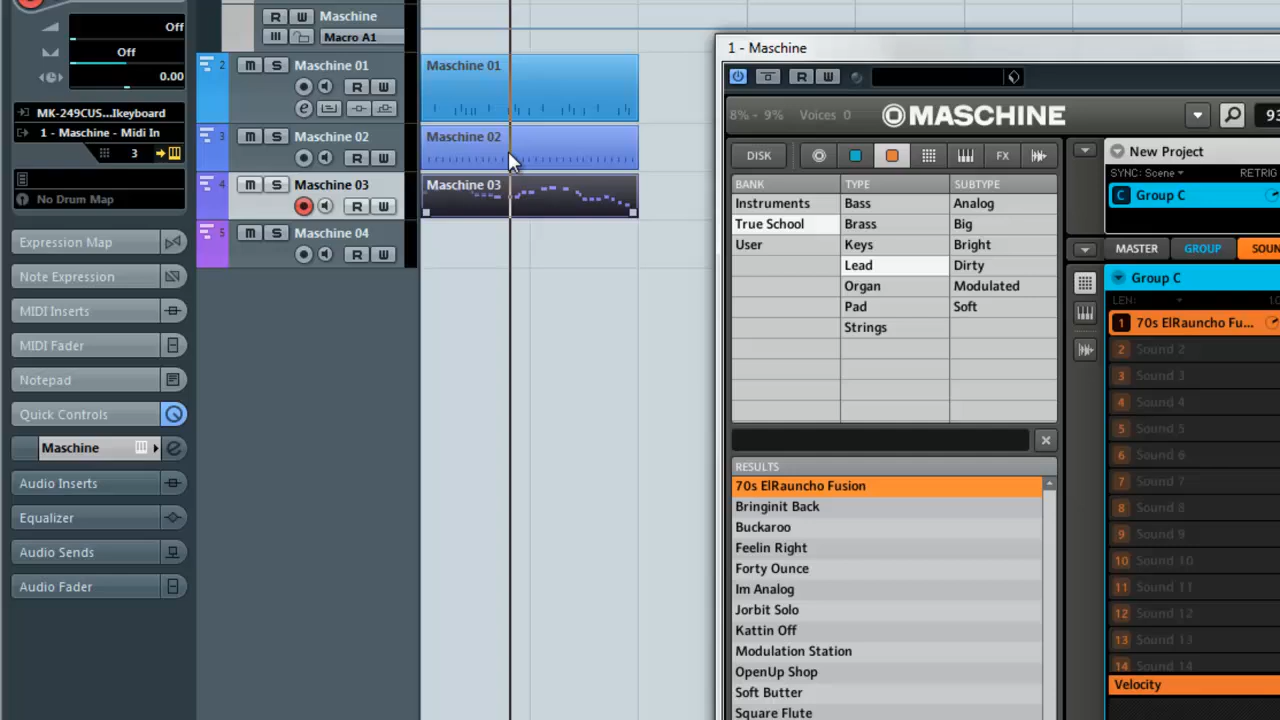 Off
Off
0.00
MK-249CUS...lkeyboard
1 - Maschine - Midi In
3
No Drum Map
Expression Map
Note Expression
MIDI Inserts
MIDI Fader
Notepad
Quick Controls
Maschine
Audio Inserts
Equalizer
Audio Sends
Audio Fader
R W Maschine
Macro A1
2 M S Maschine 01
R W
e
3 M S Maschine 02
R W
4 M S Maschine 03
R W
5 M S Maschine 04
R W
Maschine 01
Maschine 02
Maschine 03
1 - Maschine
R W
8% - 9% Voices 0
MASCHINE
93
DISK
FX
BANK
Instruments
True School
User
TYPE
Bass
Brass
Keys
Lead
Organ
Pad
Strings
SUBTYPE
Analog
Big
Bright
Dirty
Modulated
Soft
RESULTS
70s ElRauncho Fusion
Bringinit Back
Buckaroo
Feelin Right
Forty Ounce
Im Analog
Jorbit Solo
Kattin Off
Modulation Station
OpenUp Shop
Soft Butter
Square Flute
New Project
SYNC: Scene RETRIG
C Group C
MASTER GROUP SOUN
Group C
LEN:
1 70s ElRauncho Fu...
2 Sound 2
3 Sound 3
4 Sound 4
5 Sound 5
6 Sound 6
7 Sound 7
8 Sound 8
9 Sound 9
10 Sound 10
11 Sound 11
12 Sound 12
13 Sound 13
14 Sound 14
Velocity